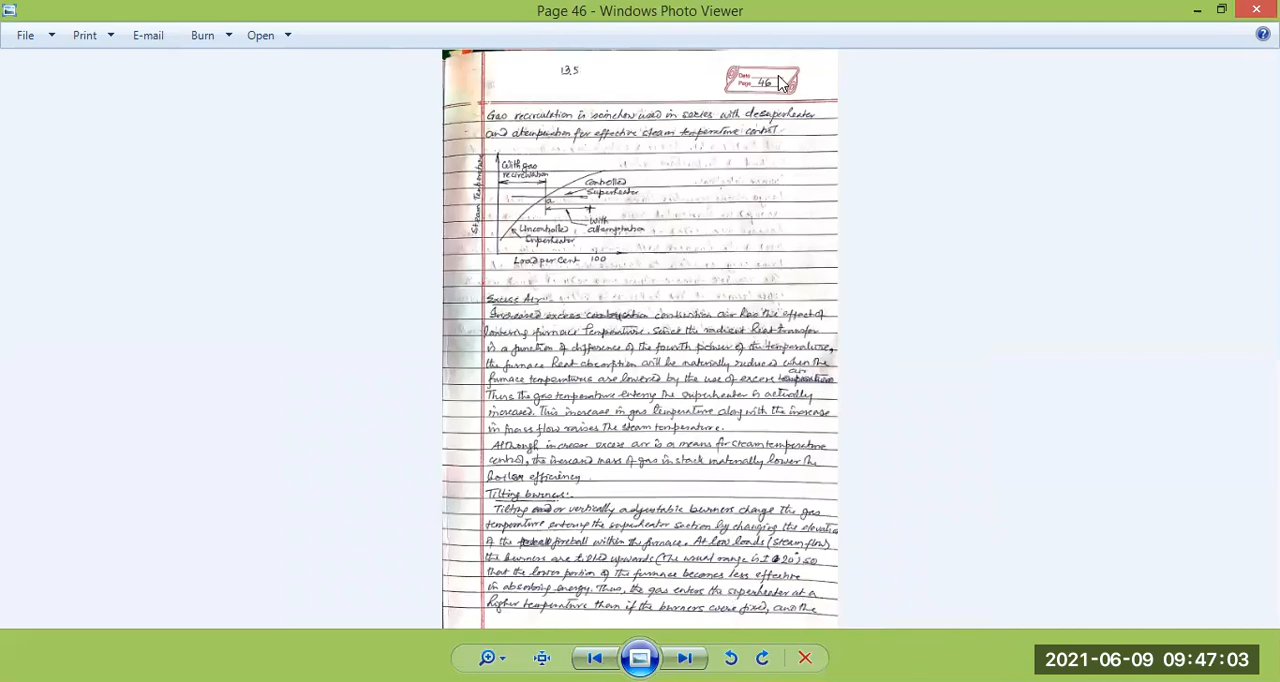 Page 46 - Windows Photo Viewer
File Print E-mail Burn Open
13.5
Date
Page 46
Gas recirculation is somehow used in series with desuperheater
and attemperation for effective steam temperature control
With gas
recirculation
Controlled
Superheater
a
With
attemptation
Uncontrolled
Superheater
Steam Temperature
Load per cent 100
Excess Air:
Increased excess combustion air has the effect of
lowering furnace temperature. Since the radient heat transfer
is a function of difference of the fourth power of the temperature,
the furnace heat absorption will be materially reduced when the
furnace temperatures are lowered by the use of excess air
Thus the gas temperature entering the superheater is actually
increased. This increase in gas temperature along with the increase
in mass flow raises the steam temperature.
Although increase excess air is a means for steam temperature
control, the increased mass of gas in stack materially lower the
boiler efficiency
Tilting burners:
Tilting and or vertically adjustable burners change the gas
temperature entering the superheater section by changing the elevation
of the fireball within the furnace. At low loads (steam flow)
the burners are tilted upwards (The usual range is ± 20°) so
that the lower portion of the furnace becomes less effective
in absorbing energy. Thus, the gas enters the superheater at a
higher temperature than if the burners were fixed, and the
2021-06-09 09:47:03